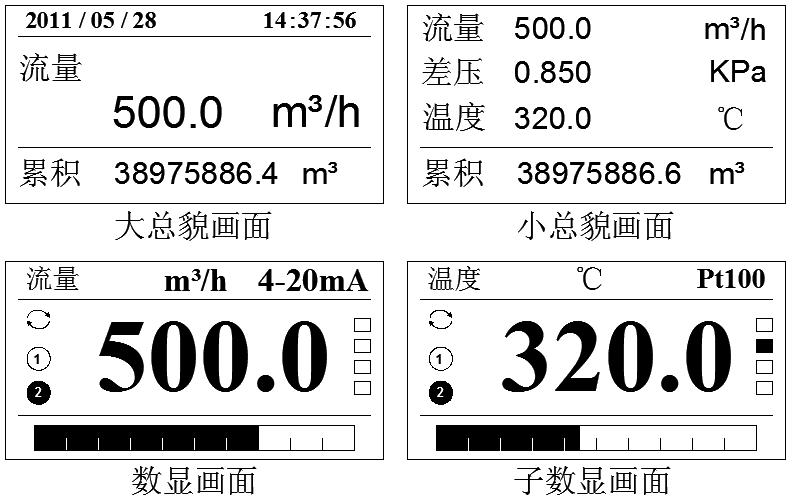 2011 / 05 / 28 14:37:56
流量
500.0 m³/h
累积 38975886.4 m³
大总貌画面
流量 500.0 m³/h
差压 0.850 KPa
温度 320.0 ℃
累积 38975886.6 m³
小总貌画面
流量 m³/h 4-20mA
500.0
1
2
数显画面
温度 ℃ Pt100
320.0
1
2
子数显画面